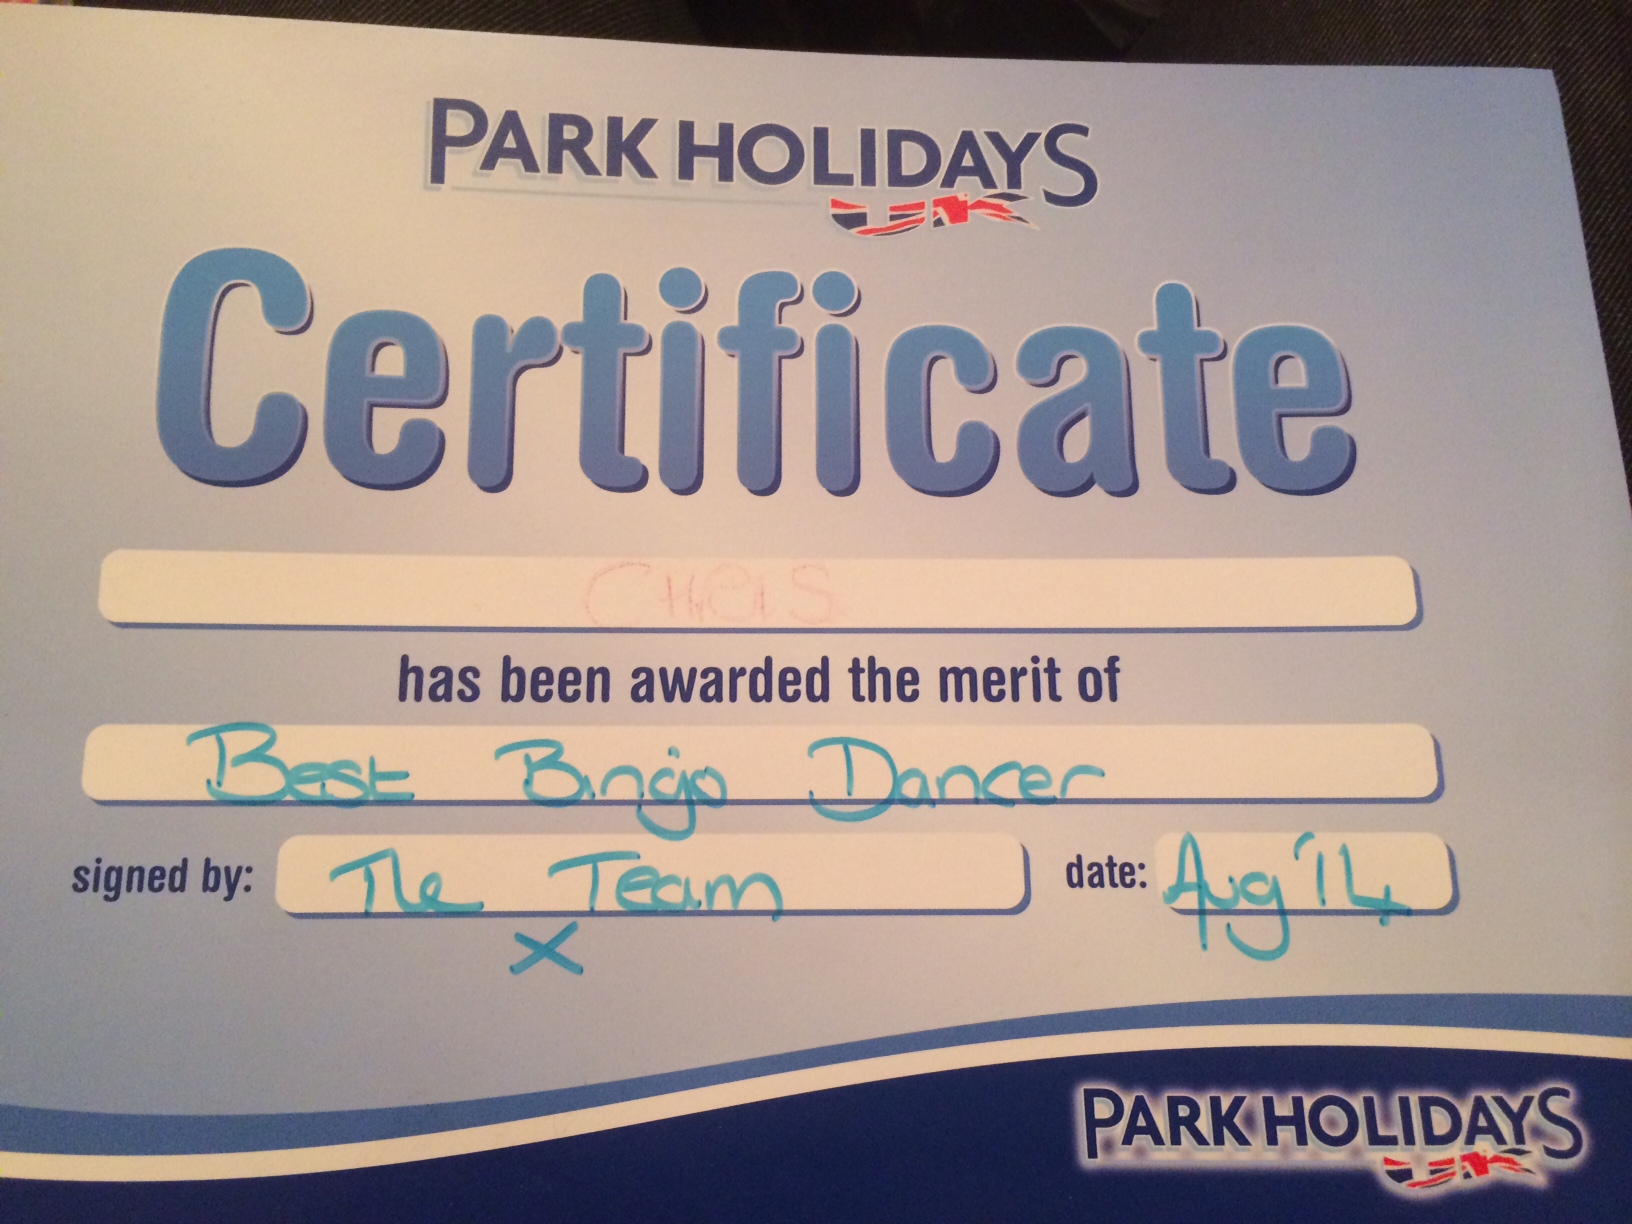 PARK HOLIDAYS
UK
Certificate
CHRIS
has been awarded the merit of
Best Bingo Dancer
signed by: The Team date: Aug '14
X
PARK HOLIDAYS
UK